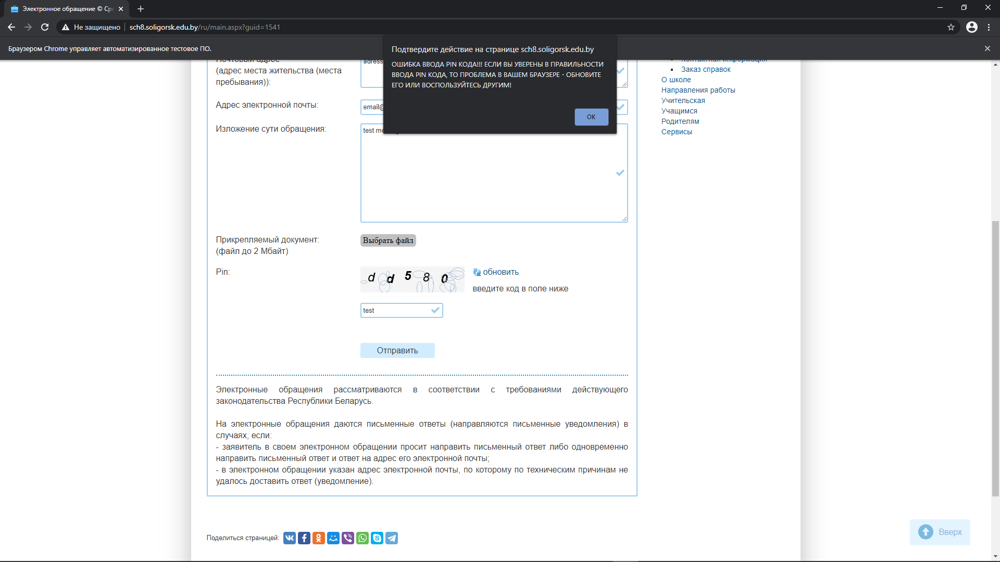 Электронное обращение © Сре
Не защищено
sch8.soligorsk.edu.by/ru/main.aspx?guid=1541
Браузером Chrome управляет автоматизированное тестовое ПО.
Подтвердите действие на странице sch8.soligorsk.edu.by
ОШИБКА ВВОДА PIN КОДА!!! ЕСЛИ ВЫ УВЕРЕНЫ В ПРАВИЛЬНОСТИ
ВВОДА PIN КОДА, ТО ПРОБЛЕМА В ВАШЕМ БРАУЗЕРЕ - ОБНОВИТЕ
ЕГО ИЛИ ВОСПОЛЬЗУЙТЕСЬ ДРУГИМ!
ОК
Почтовый адрес
(адрес места жительства (места
пребывания)):
adress
Адрес электронной почты:
email@
Изложение сути обращения:
test me
Прикрепляемый документ:
(файл до 2 Мбайт)
Выбрать файл
Pin:
d d 5 8 0
обновить
введите код в поле ниже
test
Отправить
Электронные обращения рассматриваются в соответствии с требованиями действующего
законодательства Республики Беларусь.
На электронные обращения даются письменные ответы (направляются письменные уведомления) в
случаях, если:
- заявитель в своем электронном обращении просит направить письменный ответ либо одновременно
направить письменный ответ и ответ на адрес его электронной почты;
- в электронном обращении указан адрес электронной почты, по которому по техническим причинам не
удалось доставить ответ (уведомление).
Поделиться страницей:
Контактная информация
Заказ справок
О школе
Направления работы
Учительская
Учащимся
Родителям
Сервисы
Вверх